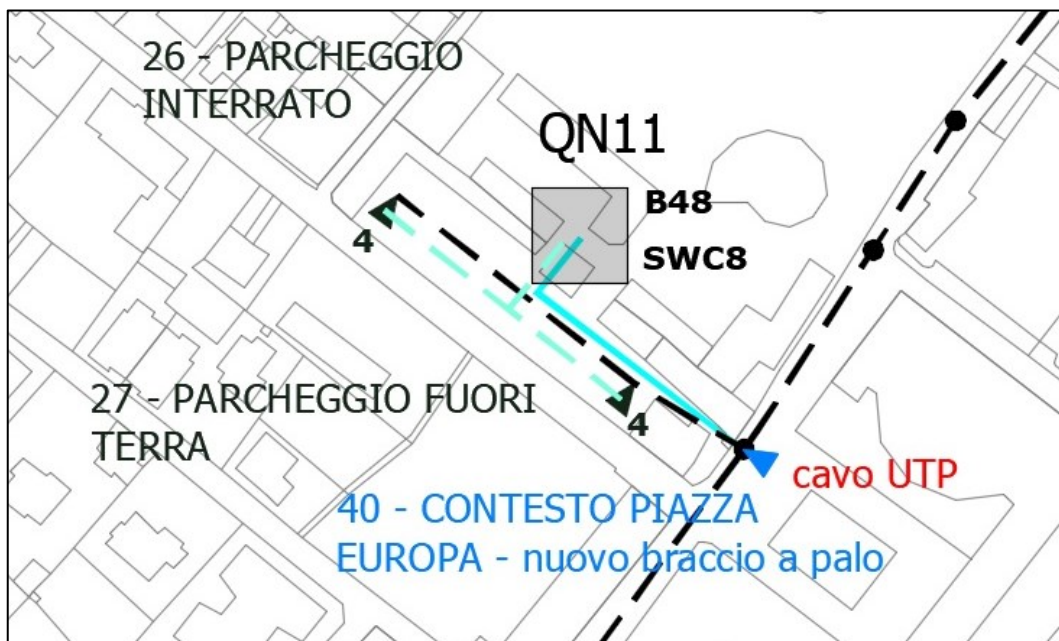 26 - PARCHEGGIO
INTERRATO
QN11
B48
SWC8
4
27 - PARCHEGGIO FUORI
TERRA
4
cavo UTP
40 - CONTESTO PIAZZA
EUROPA - nuovo braccio a palo